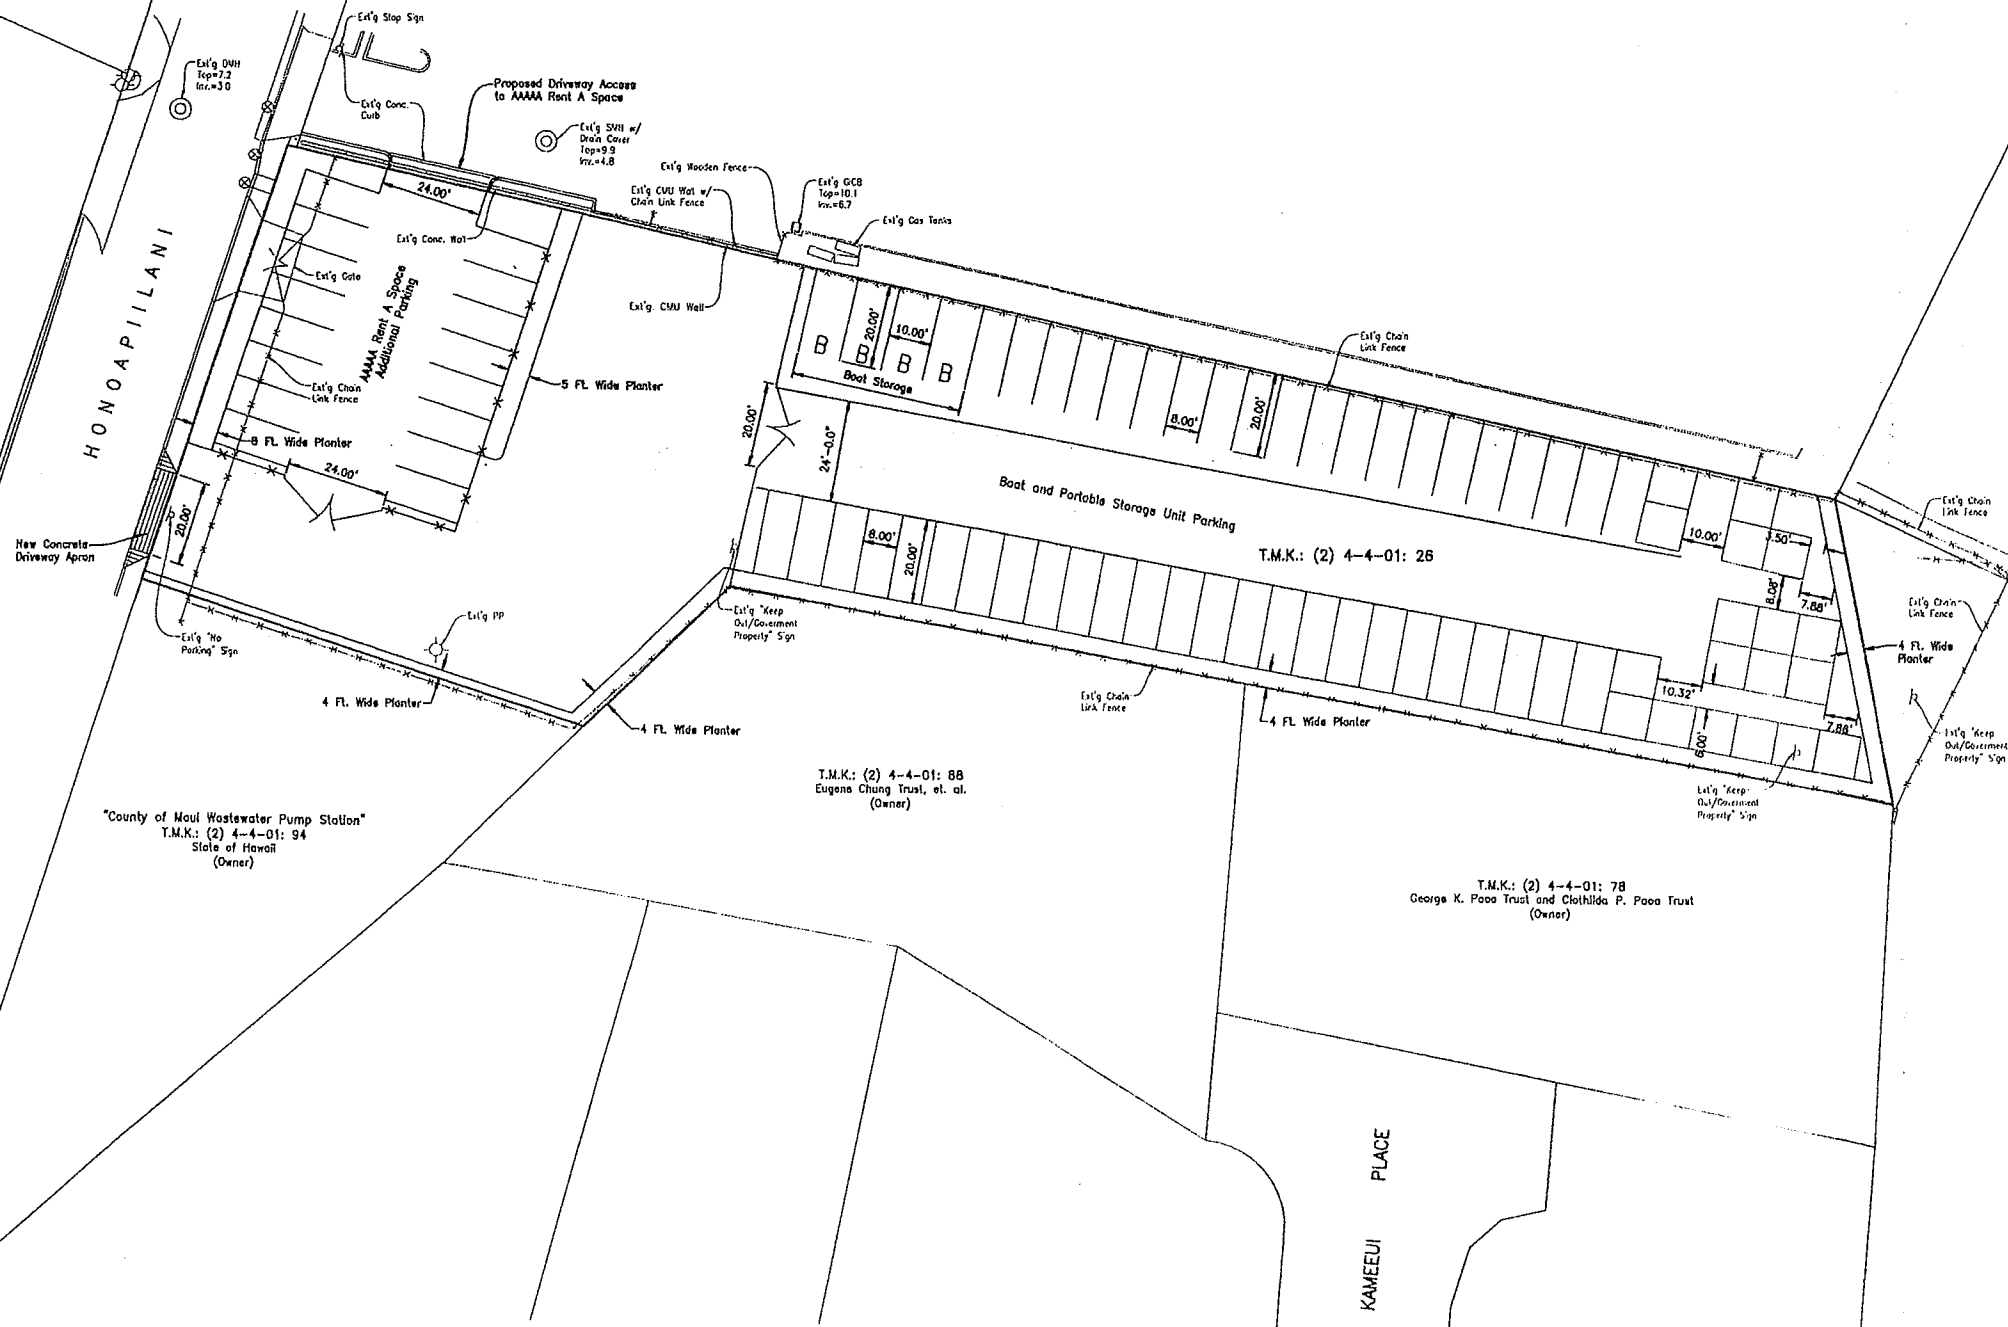 Ext'g Stop Sign
Ext'g DMH
Top=7.2
Inv.=3.0
Proposed Driveway Access
to AAAAA Rent A Space
Ext'g Conc.
Curb
Ext'g SMH w/
Drain Cover
Top=9.9
Inv.=4.8
Ext'g Wooden Fence
Ext'g CMU Wall w/
Chain Link Fence
Ext'g GCB
Top=10.1
Inv.=6.7
Ext'g Gas Tanks
24.00'
Ext'g Conc. Wall
Ext'g Gate
AAAAA Rent A Space
Additional Parking
HONOAPIILANI
Ext'g. CMU Wall
20.00'
10.00'
B
B
B
B
Boat Storage
Ext'g Chain
Link Fence
5 Ft. Wide Planter
Ext'g Chain
Link Fence
8 Ft. Wide Planter
24.00'
20.00'
24'-0.0"
8.00'
20.00'
Boat and Portable Storage Unit Parking
T.M.K.: (2) 4-4-01: 26
10.00'
3.50'
Ext'g Chain
Link Fence
New Concrete
Driveway Apron
20.00'
8.00'
20.00'
8.08'
7.88'
Ext'g Chain
Link Fence
Ext'g "No
Parking" Sign
Ext'g PP
Ext'g "Keep
Out/Goverment
Property" Sign
4 Ft. Wide
Planter
4 Ft. Wide Planter
4 Ft. Wide Planter
Ext'g Chain
Link Fence
4 Ft. Wide Planter
10.32'
7.88'
6.00'
Ext'g "Keep
Out/Goverment
Property" Sign
Ext'g "Keep
Out/Goverment
Property" Sign
T.M.K.: (2) 4-4-01: 88
Eugene Chung Trust, et. al.
(Owner)
"County of Maui Wastewater Pump Station"
T.M.K.: (2) 4-4-01: 94
State of Hawaii
(Owner)
T.M.K.: (2) 4-4-01: 78
George K. Paoa Trust and Clothilda P. Paoa Trust
(Owner)
KAMEEUI PLACE